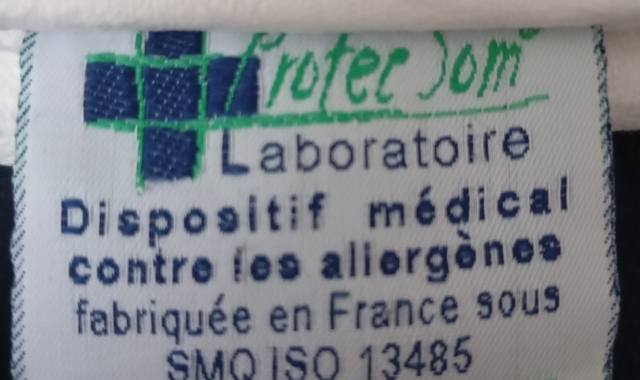 Protec'Som
Laboratoire
Dispositif médical
contre les allergènes
fabriquée en France sous
SMQ ISO 13485